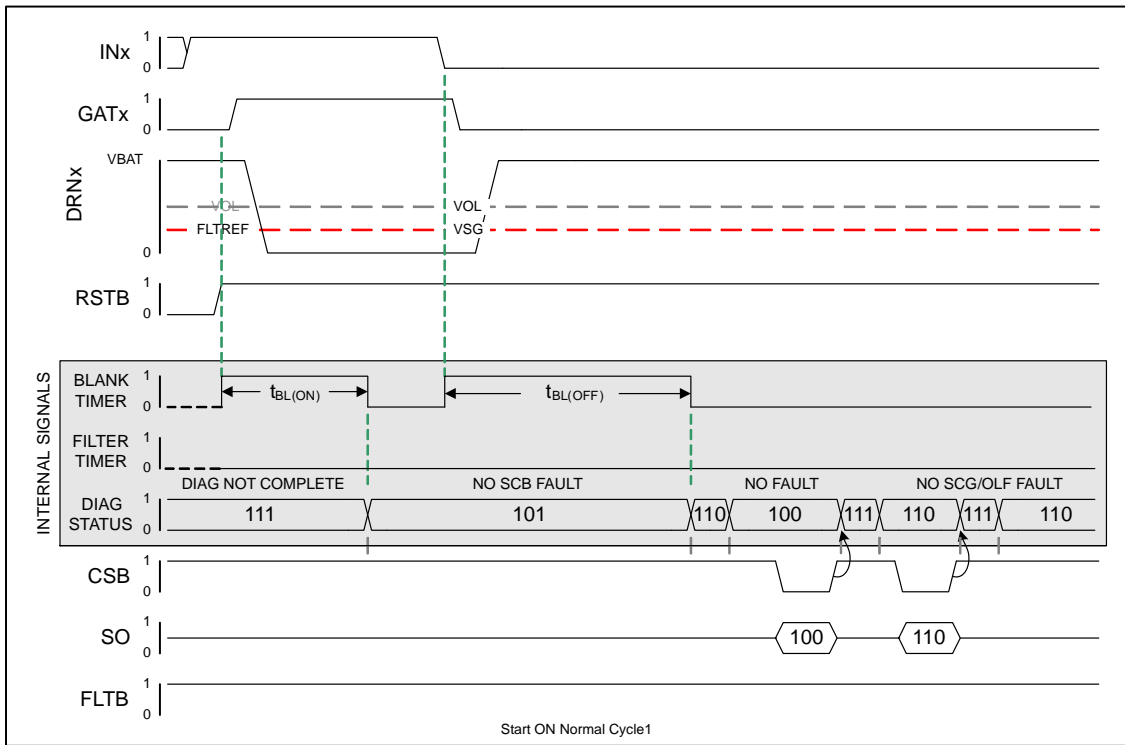 INx
1
0
GATx
1
0
DRNx
VBAT
0
VOL
VOL
FLTREF
VSG
RSTB
1
0
INTERNAL SIGNALS
BLANK
TIMER
1
0
tBL(ON)
tBL(OFF)
FILTER
TIMER
1
0
DIAG NOT COMPLETE
NO SCB FAULT
NO FAULT
NO SCG/OLF FAULT
DIAG
STATUS
1
0
111
101
110
100
111
110
111
110
CSB
1
0
SO
1
0
100
110
FLTB
1
0
Start ON Normal Cycle1